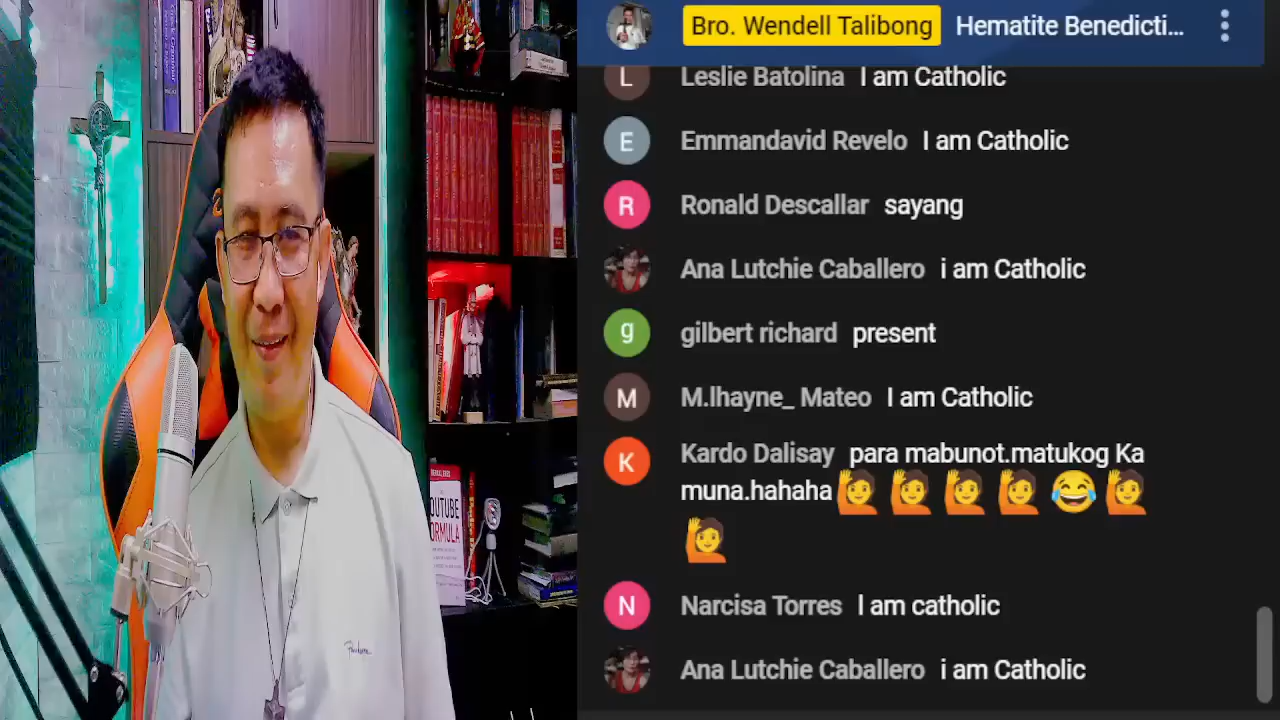 Bro. Wendell Talibong Hematite Benedicti...
L Leslie Batolina I am Catholic
E Emmandavid Revelo I am Catholic
R Ronald Descallar sayang
Ana Lutchie Caballero i am Catholic
g gilbert richard present
M M.lhayne_ Mateo I am Catholic
K Kardo Dalisay para mabunot.matukog Ka
muna.hahaha🙋🙋🙋🙋😂🙋
🙋
N Narcisa Torres I am catholic
Ana Lutchie Caballero i am Catholic
OUTUBE
ORMULA